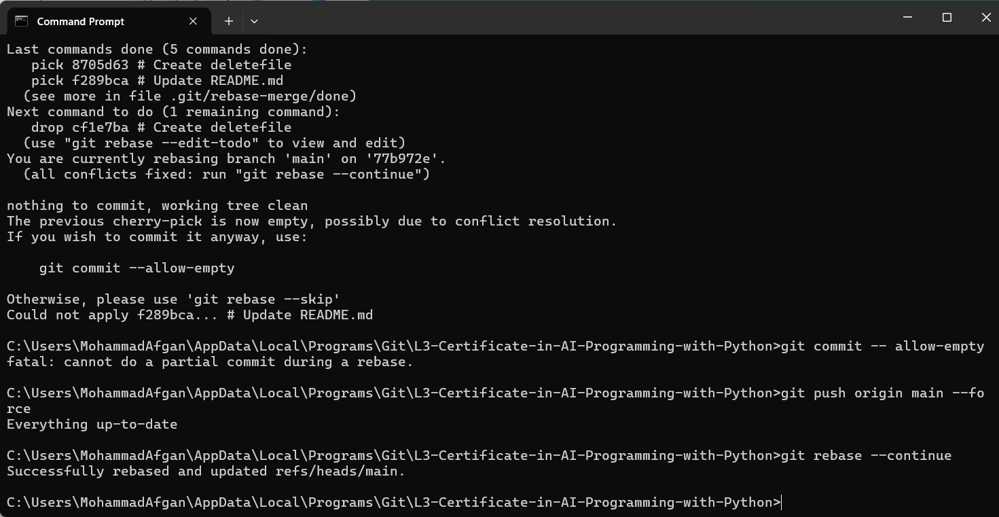 Command Prompt
Last commands done (5 commands done):
pick 8705d63 # Create deletefile
pick f289bca # Update README.md
(see more in file .git/rebase-merge/done)
Next command to do (1 remaining command):
drop cf1e7ba # Create deletefile
(use "git rebase --edit-todo" to view and edit)
You are currently rebasing branch 'main' on '77b972e'.
(all conflicts fixed: run "git rebase --continue")
nothing to commit, working tree clean
The previous cherry-pick is now empty, possibly due to conflict resolution.
If you wish to commit it anyway, use:
git commit --allow-empty
Otherwise, please use 'git rebase --skip'
Could not apply f289bca... # Update README.md
C:\Users\MohammadAfgan\AppData\Local\Programs\Git\L3-Certificate-in-AI-Programming-with-Python>git commit -- allow-empty
fatal: cannot do a partial commit during a rebase.
C:\Users\MohammadAfgan\AppData\Local\Programs\Git\L3-Certificate-in-AI-Programming-with-Python>git push origin main --fo
rce
Everything up-to-date
C:\Users\MohammadAfgan\AppData\Local\Programs\Git\L3-Certificate-in-AI-Programming-with-Python>git rebase --continue
Successfully rebased and updated refs/heads/main.
C:\Users\MohammadAfgan\AppData\Local\Programs\Git\L3-Certificate-in-AI-Programming-with-Python>